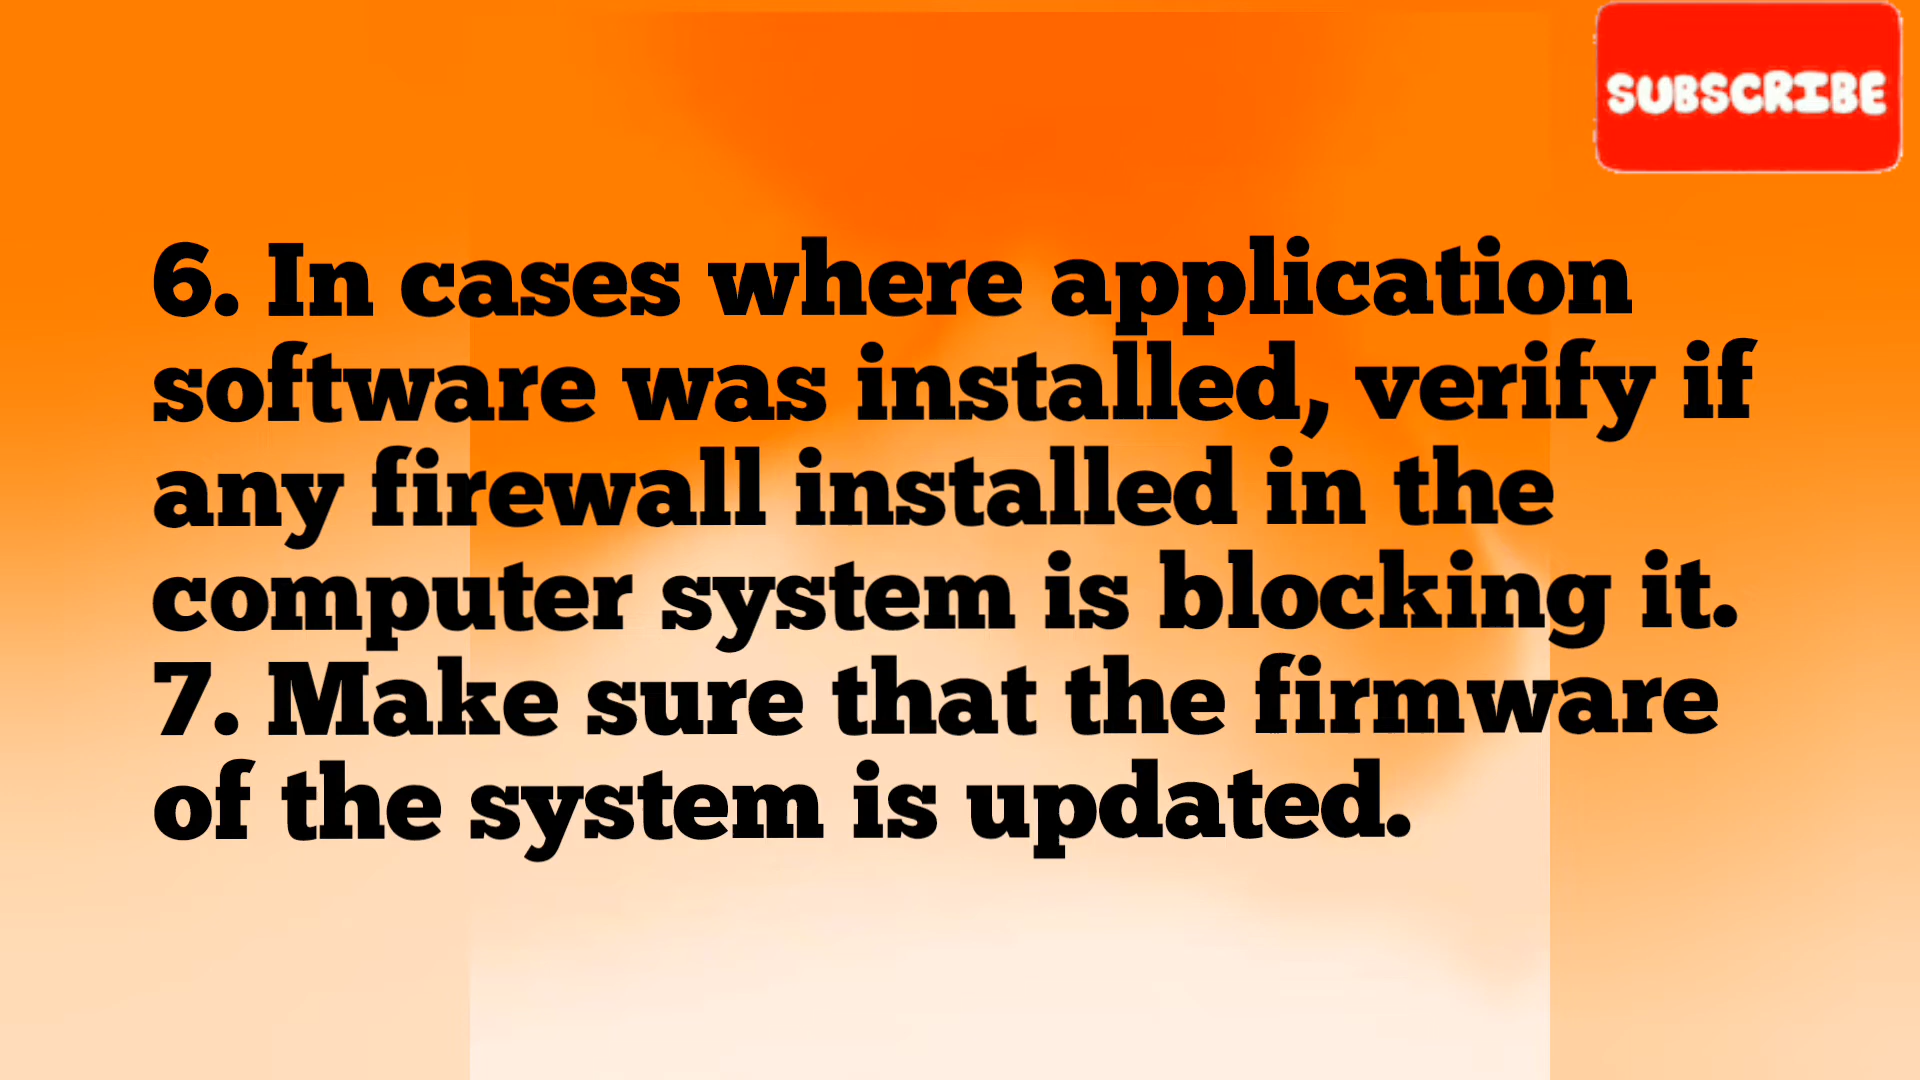 SUBSCRIBE
6. In cases where application
software was installed, verify if
any firewall installed in the
computer system is blocking it.
7. Make sure that the firmware
of the system is updated.